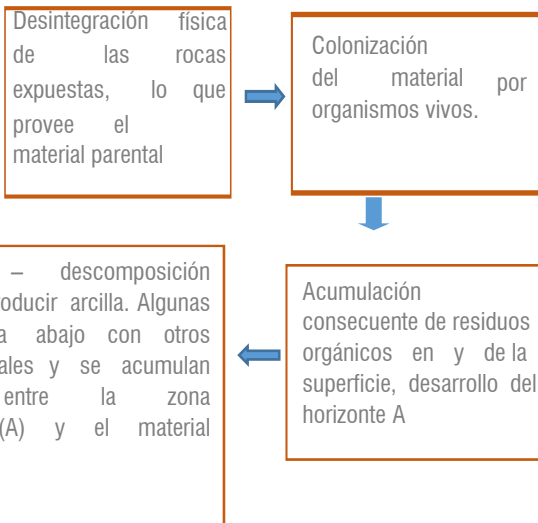 Desintegración física
de las rocas
expuestas, lo que
provee el
material parental
Colonización
del material por
organismos vivos.
Acumulación
consecuente de residuos
orgánicos en y de la
superficie, desarrollo del
horizonte A
– descomposición
arcilla. Algunas
abajo con otros
y se acumulan
entre la zona
(A) y el material